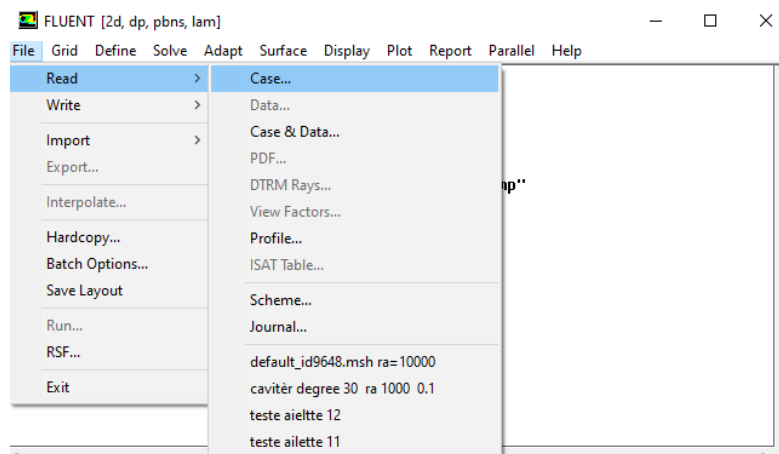 FLUENT [2d, dp, pbns, lam]
File Grid Define Solve Adapt Surface Display Plot Report Parallel Help
Read
Write
Import
Export...
Interpolate...
Hardcopy...
Batch Options...
Save Layout
Run...
RSF...
Exit
Case...
Data...
Case & Data...
PDF...
DTRM Rays...
View Factors...
Profile...
ISAT Table...
Scheme...
Journal...
default_id9648.msh ra=10000
cavitèr degree 30 ra 1000 0.1
teste aieltte 12
teste ailette 11